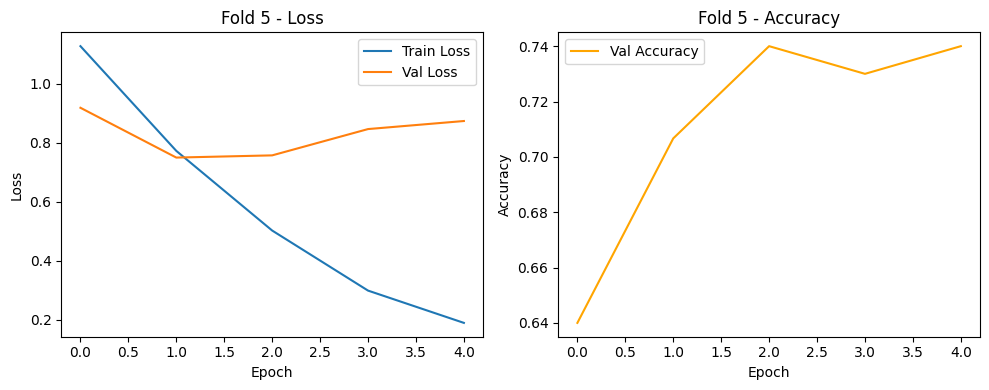 Fold 5 - Loss
Train Loss
Val Loss
1.0
0.8
0.6
0.4
0.2
Loss
0.0 0.5 1.0 1.5 2.0 2.5 3.0 3.5 4.0
Epoch
Fold 5 - Accuracy
Val Accuracy
0.74
0.72
0.70
0.68
0.66
0.64
Accuracy
0.0 0.5 1.0 1.5 2.0 2.5 3.0 3.5 4.0
Epoch